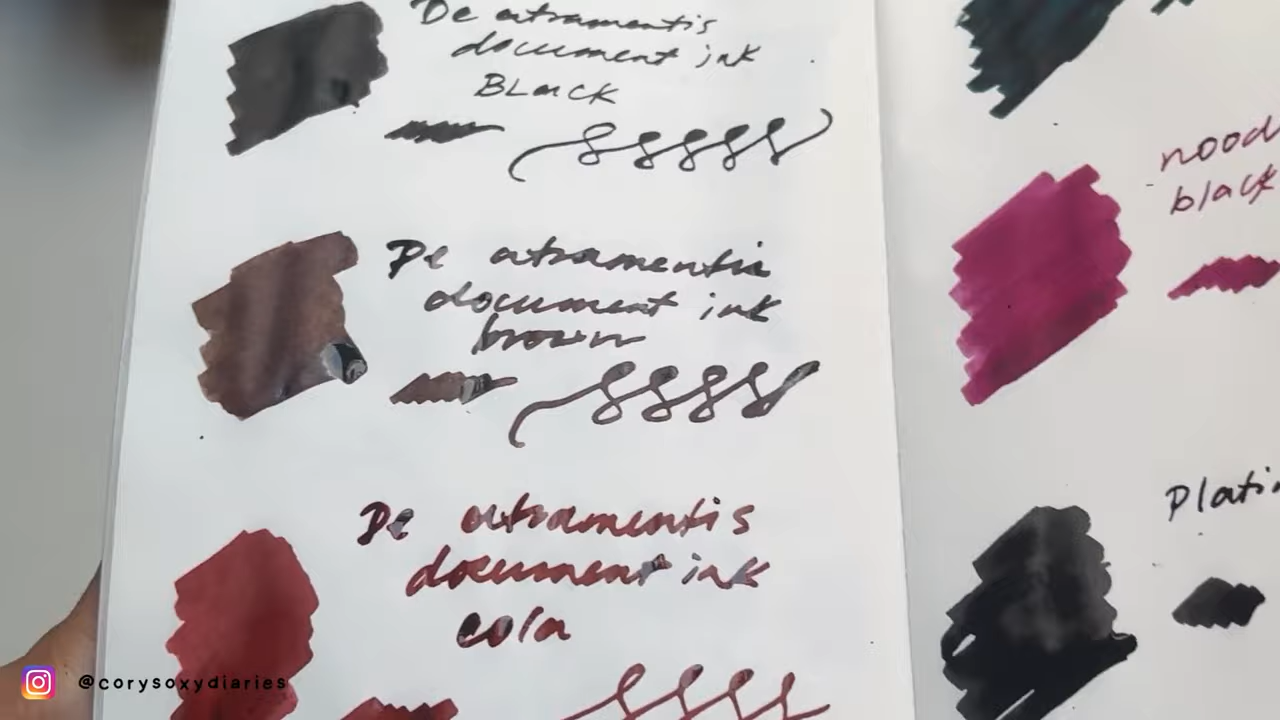 De atramentis
document ink
BLack
De atramentis
document ink
brown
De atramentis
document ink
cola
nood
black
Plati
@corysoxydiaries